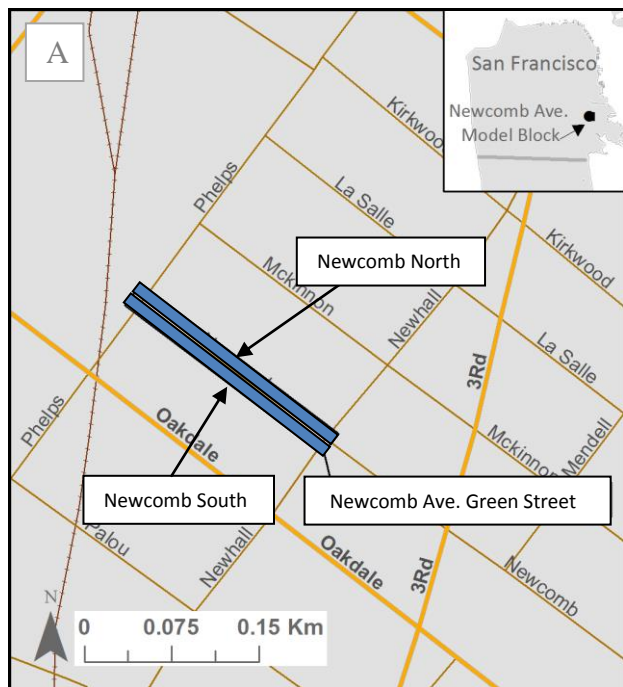 A
San Francisco
Newcomb Ave.
Model Block
Kirkwood
Phelps
La Salle
Mckinnon
Newcomb North
Newhall
Kirkwood
La Salle
3Rd
Mckinnon
Mendell
Phelps
Oakdale
Newcomb South
Newcomb Ave. Green Street
Palou
Newhall
Oakdale
3Rd
Newcomb
N
0 0.075 0.15 Km